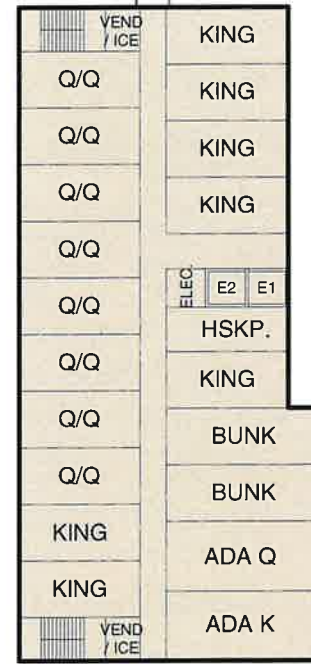 VEND
/ ICE
KING
Q/Q
KING
Q/Q
KING
Q/Q
KING
Q/Q
Q/Q
ELEC.
E2
E1
HSKP.
Q/Q
KING
Q/Q
BUNK
Q/Q
BUNK
KING
ADA Q
KING
ADA K
VEND
/ ICE